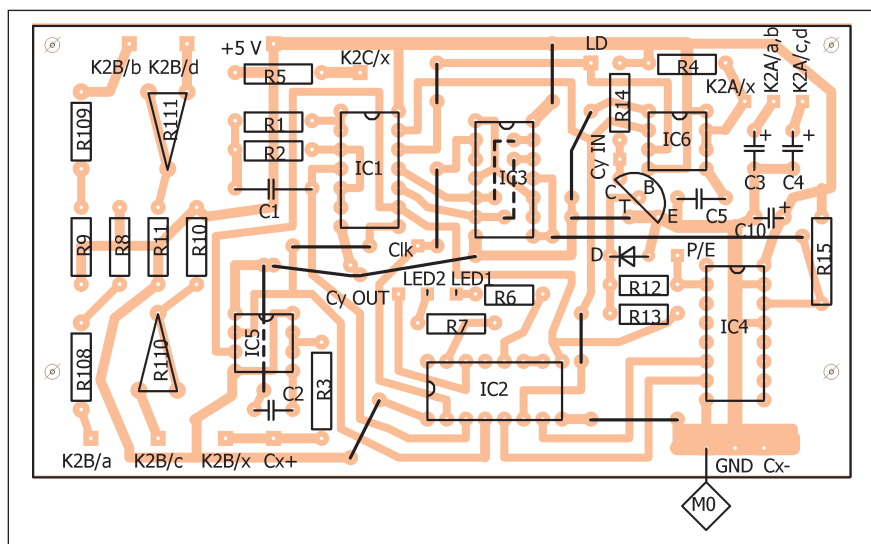 +5 V
K2C/x
LD
K2A/a,b
K2A/c,d
K2B/b
K2B/d
R5
R4
K2A/x
R109
R111
R1
R2
IC1
IC3
R14
Cy IN
IC6
+
+
C3
C4
C1
C
B
T
E
C5
C10
+
R9
R8
R11
R10
Clk
D
P/E
R15
LED2
LED1
Cy OUT
R6
R12
R7
R13
IC4
IC5
R108
R110
R3
IC2
C2
K2B/a
K2B/c
K2B/x
Cx+
GND
Cx-
M0